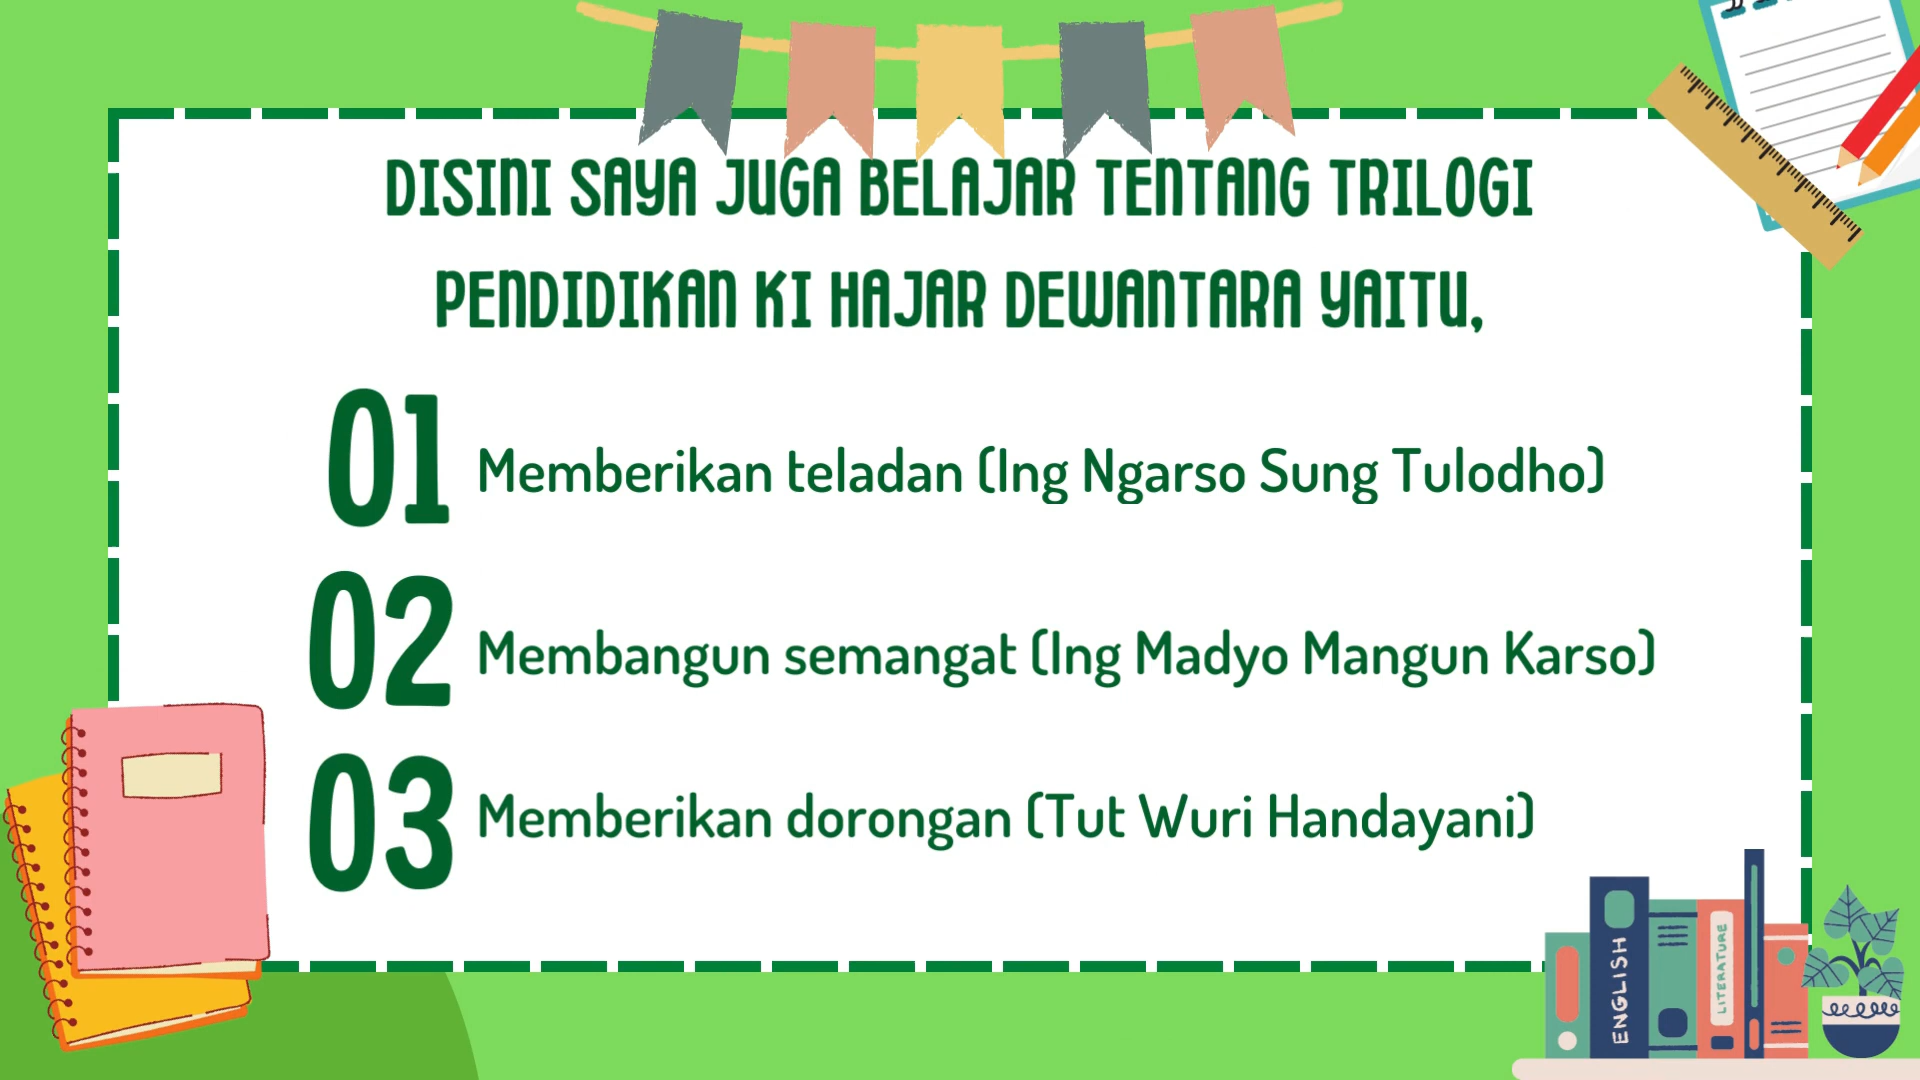 DISINI SAYA JUGA BELAJAR TENTANG TRILOGI
PENDIDIKAN KI HAJAR DEWANTARA YAITU,
01 Memberikan teladan (Ing Ngarso Sung Tulodho)
02 Membangun semangat (Ing Madyo Mangun Karso)
03 Memberikan dorongan (Tut Wuri Handayani)
ENGLISH
LITERATURE